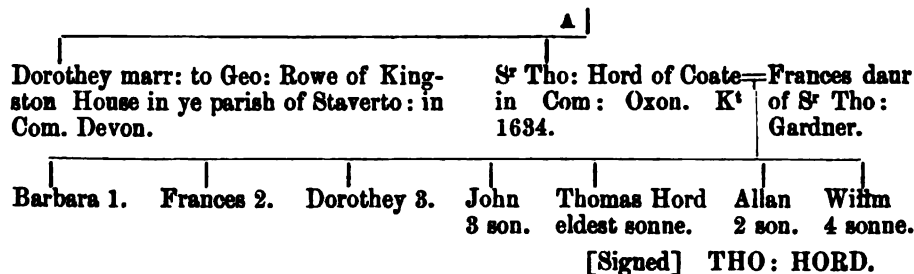 A
Dorothey marr: to Geo: Rowe of King-
ston House in ye parish of Staverto: in
Com. Devon.
Sr Tho: Hord of Coate=Frances daur
in Com: Oxon. Kt of Sr Tho:
1634. Gardner.
Barbara 1. Frances 2. Dorothey 3. John Thomas Hord Allan Willm
3 son. eldest sonne. 2 son. 4 sonne.
[Signed] THO: HORD.